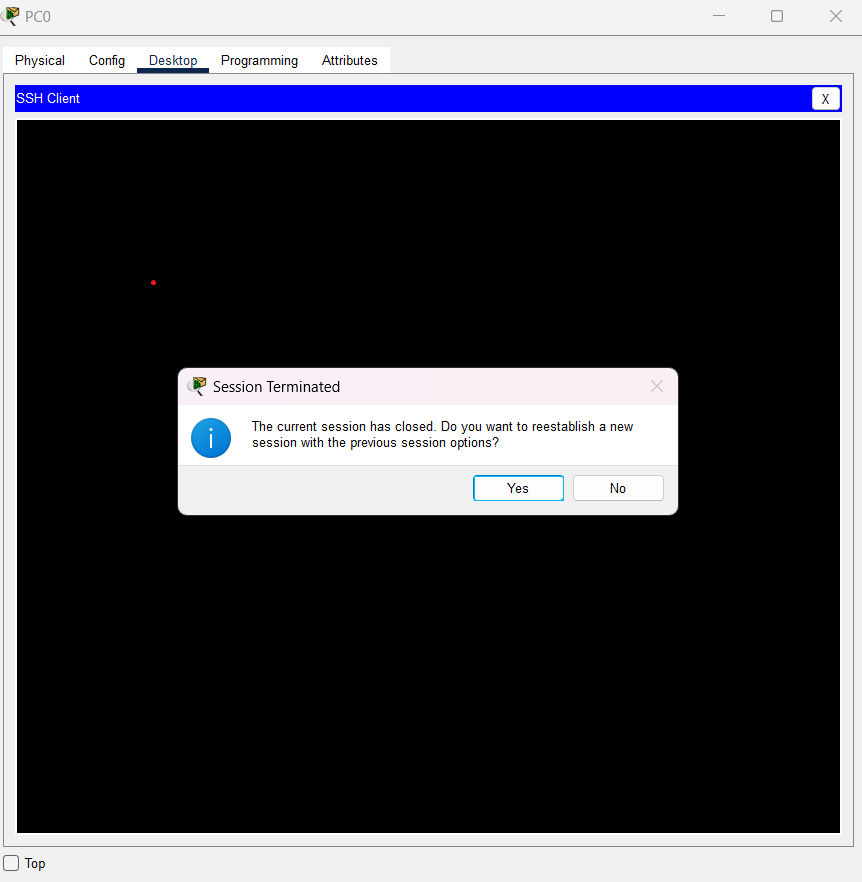 PC0
Physical Config Desktop Programming Attributes
SSH Client X
Session Terminated
The current session has closed. Do you want to reestablish a new
session with the previous session options?
Yes No
Top